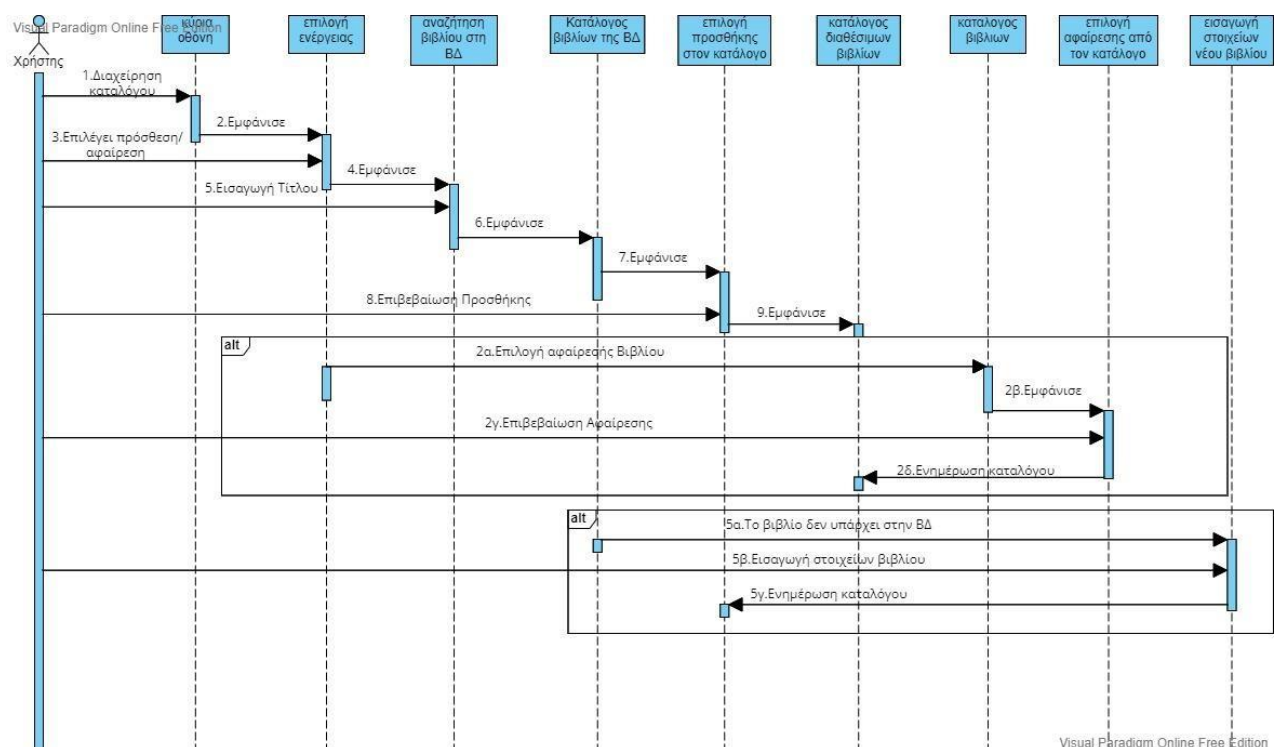 Visual Paradigm Online Free Edition
κύρια
οθόνη
επιλογή
ενέργειας
αναζήτηση
βιβλίου στη
ΒΔ
Κατάλογος
βιβλίων της ΒΔ
επιλογή
προσθήκης
στον κατάλογο
κατάλογος
διαθέσιμων
βιβλίων
καταλογος
βιβλιων
επιλογή
αφαίρεσης από
τον κατάλογο
εισαγωγή
στοιχείων
νέου βιβλίου
Χρήστης
1.Διαχείρηση
καταλόγου
2.Εμφάνισε
3.Επιλέγει πρόσθεση/
αφαίρεση
4.Εμφάνισε
5.Εισαγωγή Τίτλου
6.Εμφάνισε
7.Εμφάνισε
8.Επιβεβαίωση Προσθήκης
9.Εμφάνισε
alt
2α.Επιλογή αφαίρεσής Βιβλίου
2β.Εμφάνισε
2γ.Επιβεβαίωση Αφαίρεσης
2δ.Ενημέρωση καταλόγου
alt
5α.Το βιβλίο δεν υπάρχει στην ΒΔ
5β.Εισαγωγή στοιχείων βιβλίου
5γ.Ενημέρωση καταλόγου
Visual Paradigm Online Free Edition